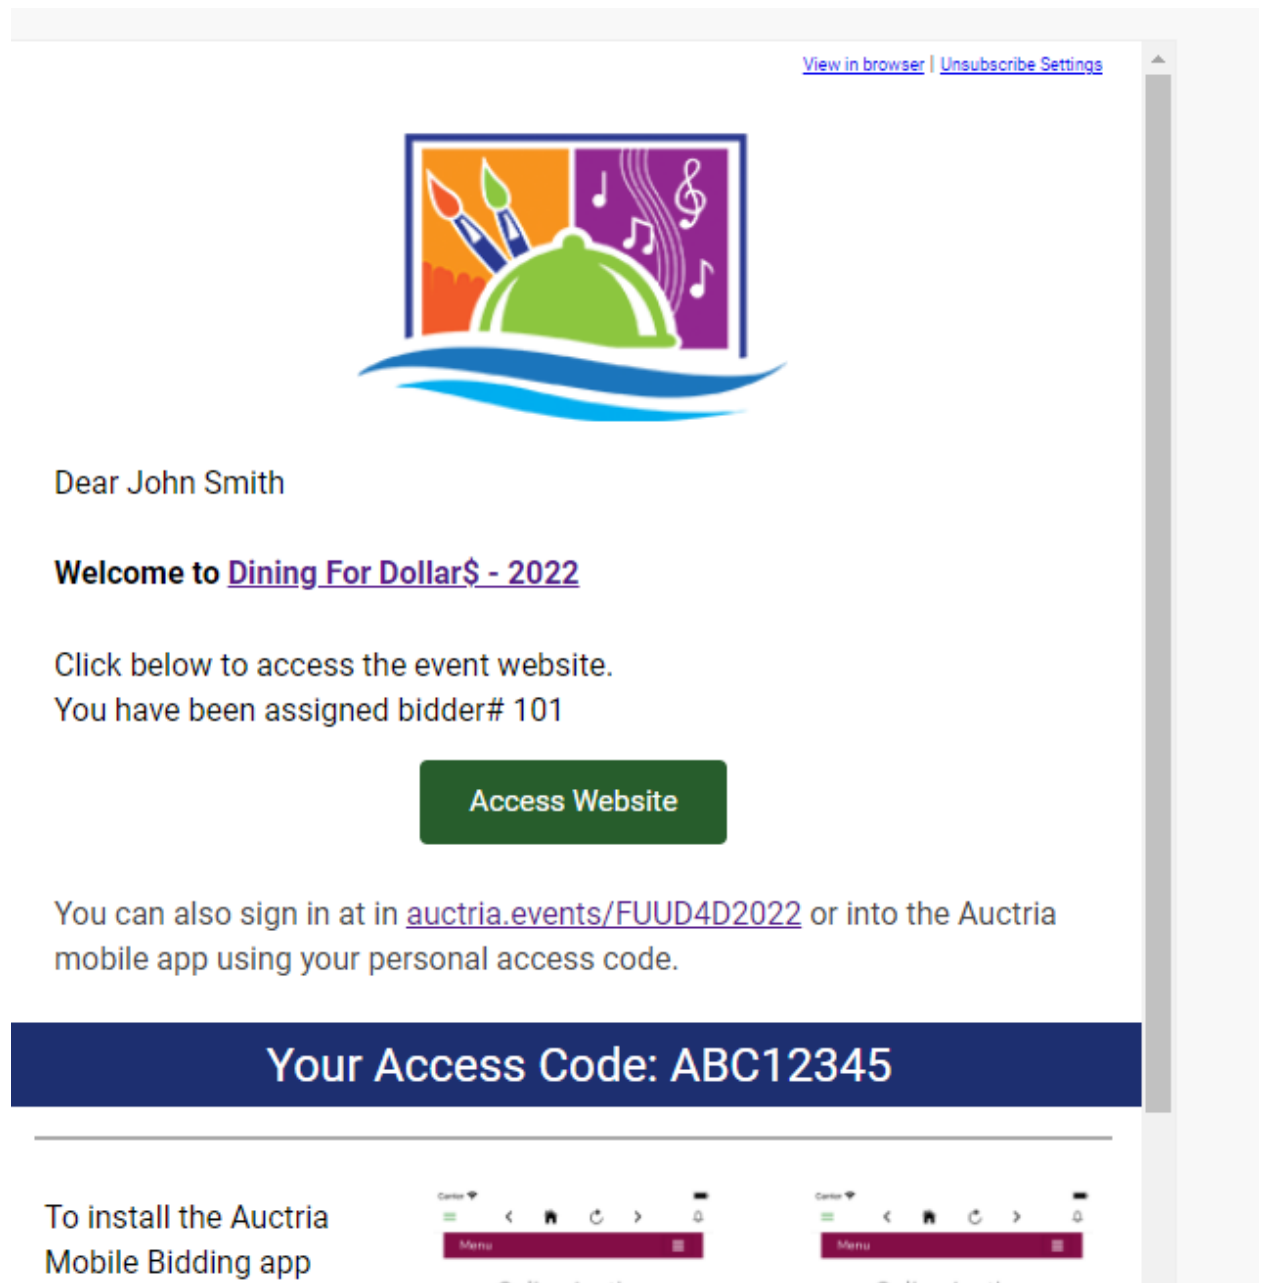 View in browser | Unsubscribe Settings
Dear John Smith
Welcome to Dining For Dollar$ - 2022
Click below to access the event website.
You have been assigned bidder# 101
Access Website
You can also sign in at in auctria.events/FUUD4D2022 or into the Auctria
mobile app using your personal access code.
Your Access Code: ABC12345
To install the Auctria
Mobile Bidding app
Carrier
Menu
Carrier
Menu